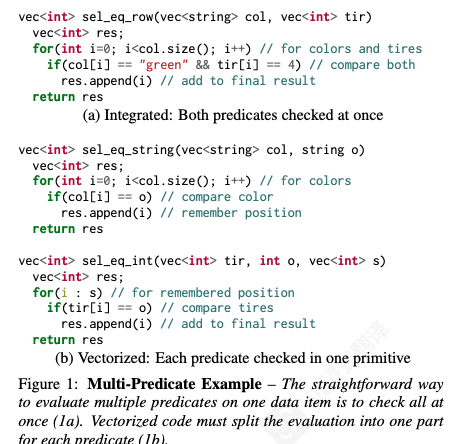 vec<int> sel_eq_row(vec<string> col, vec<int> tir)
  vec<int> res;
  for(int i=0; i<col.size(); i++) // for colors and tires
    if(col[i] == "green" && tir[i] == 4) // compare both
      res.append(i) // add to final result
  return res
(a) Integrated: Both predicates checked at once
vec<int> sel_eq_string(vec<string> col, string o)
  vec<int> res;
  for(int i=0; i<col.size(); i++) // for colors
    if(col[i] == o) // compare color
      res.append(i) // remember position
  return res
vec<int> sel_eq_int(vec<int> tir, int o, vec<int> s)
  vec<int> res;
  for(i : s) // for remembered position
    if(tir[i] == o) // compare tires
      res.append(i) // add to final result
  return res
(b) Vectorized: Each predicate checked in one primitive
Figure 1: Multi-Predicate Example – The straightforward way
to evaluate multiple predicates on one data item is to check all at
once (1a). Vectorized code must split the evaluation into one part
for each predicate (1b).